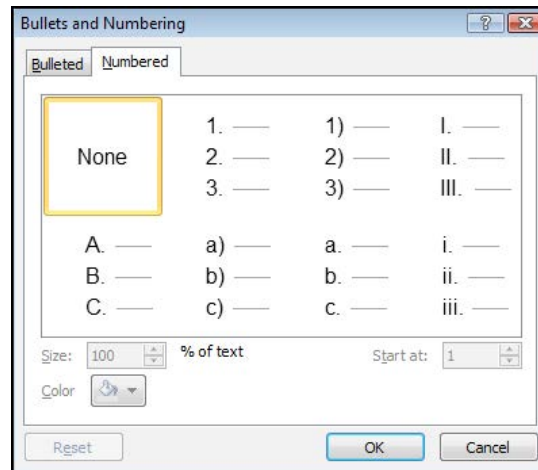 Bullets and Numbering
Bulleted Numbered
None
1.
2.
3.
1)
2)
3)
I.
II.
III.
A.
B.
C.
a)
b)
c)
a.
b.
c.
i.
ii.
iii.
Size: 100 % of text Start at: 1
Color
Reset OK Cancel